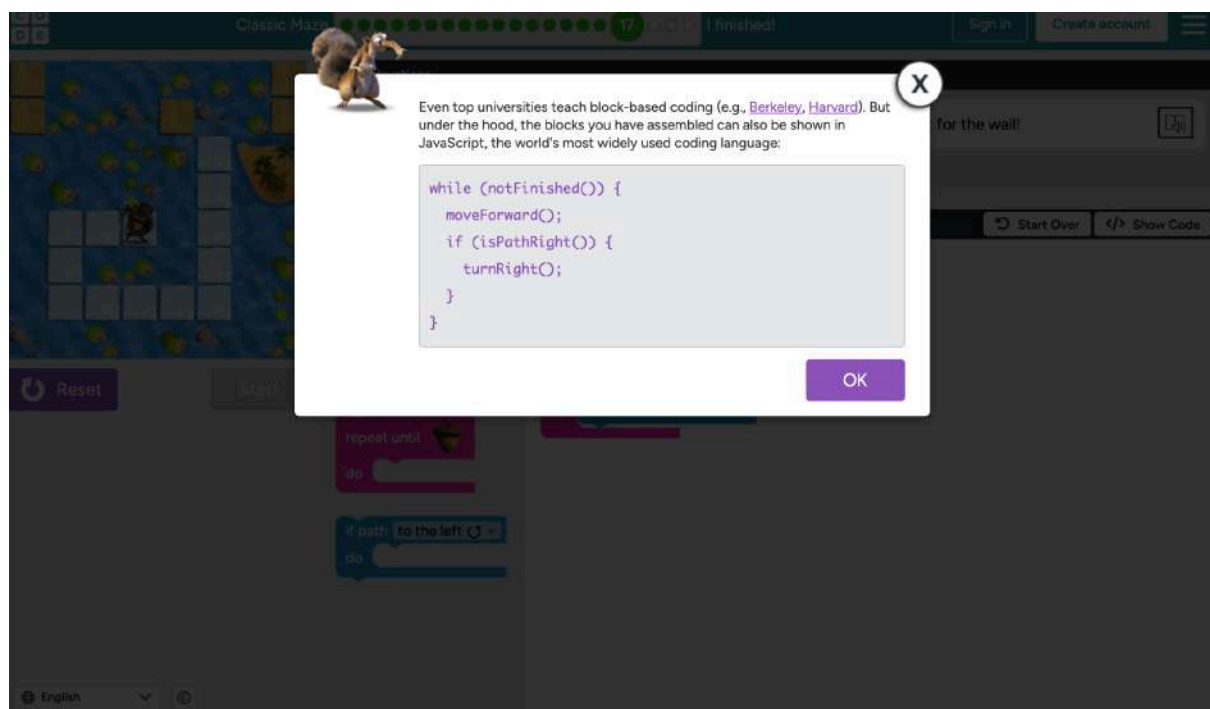 CO
DE
Classic Maze
17
I finished!
Sign in
Create account
Even top universities teach block-based coding (e.g., Berkeley, Harvard). But
under the hood, the blocks you have assembled can also be shown in
JavaScript, the world's most widely used coding language:
X
for the wall!
while (notFinished()) {
moveForward();
if (isPathRight()) {
turnRight();
}
}
Start Over
</> Show Code
OK
Reset
Step
repeat until
do
if path to the left
do
English
©